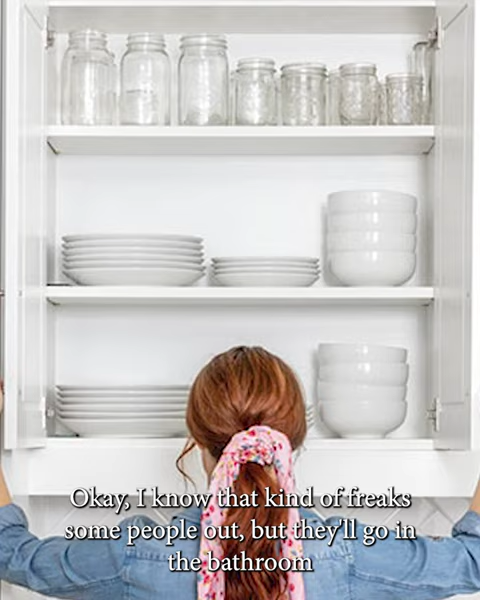 Okay, I know that kind of freaks
some people out, but they'll go in
the bathroom